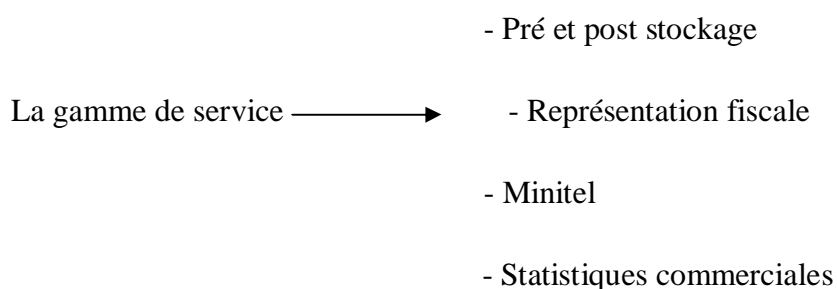 - Pré et post stockage
La gamme de service
- Représentation fiscale
- Minitel
- Statistiques commerciales